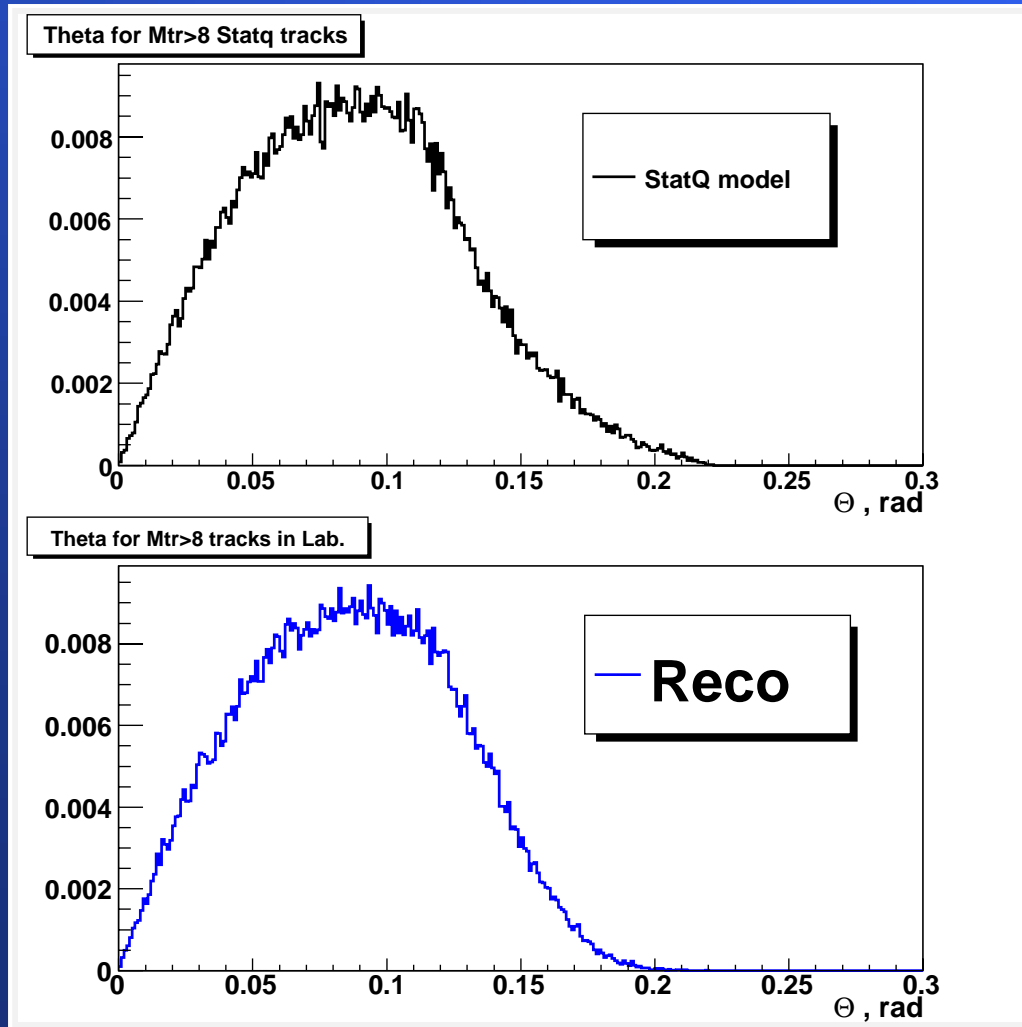 Theta for Mtr>8 Statq tracks
StatQ model
0.008
0.006
0.004
0.002
0
0 0.05 0.1 0.15 0.2 0.25 0.3
Θ , rad
Theta for Mtr>8 tracks in Lab.
Reco
0.008
0.006
0.004
0.002
0
0 0.05 0.1 0.15 0.2 0.25 0.3
Θ , rad